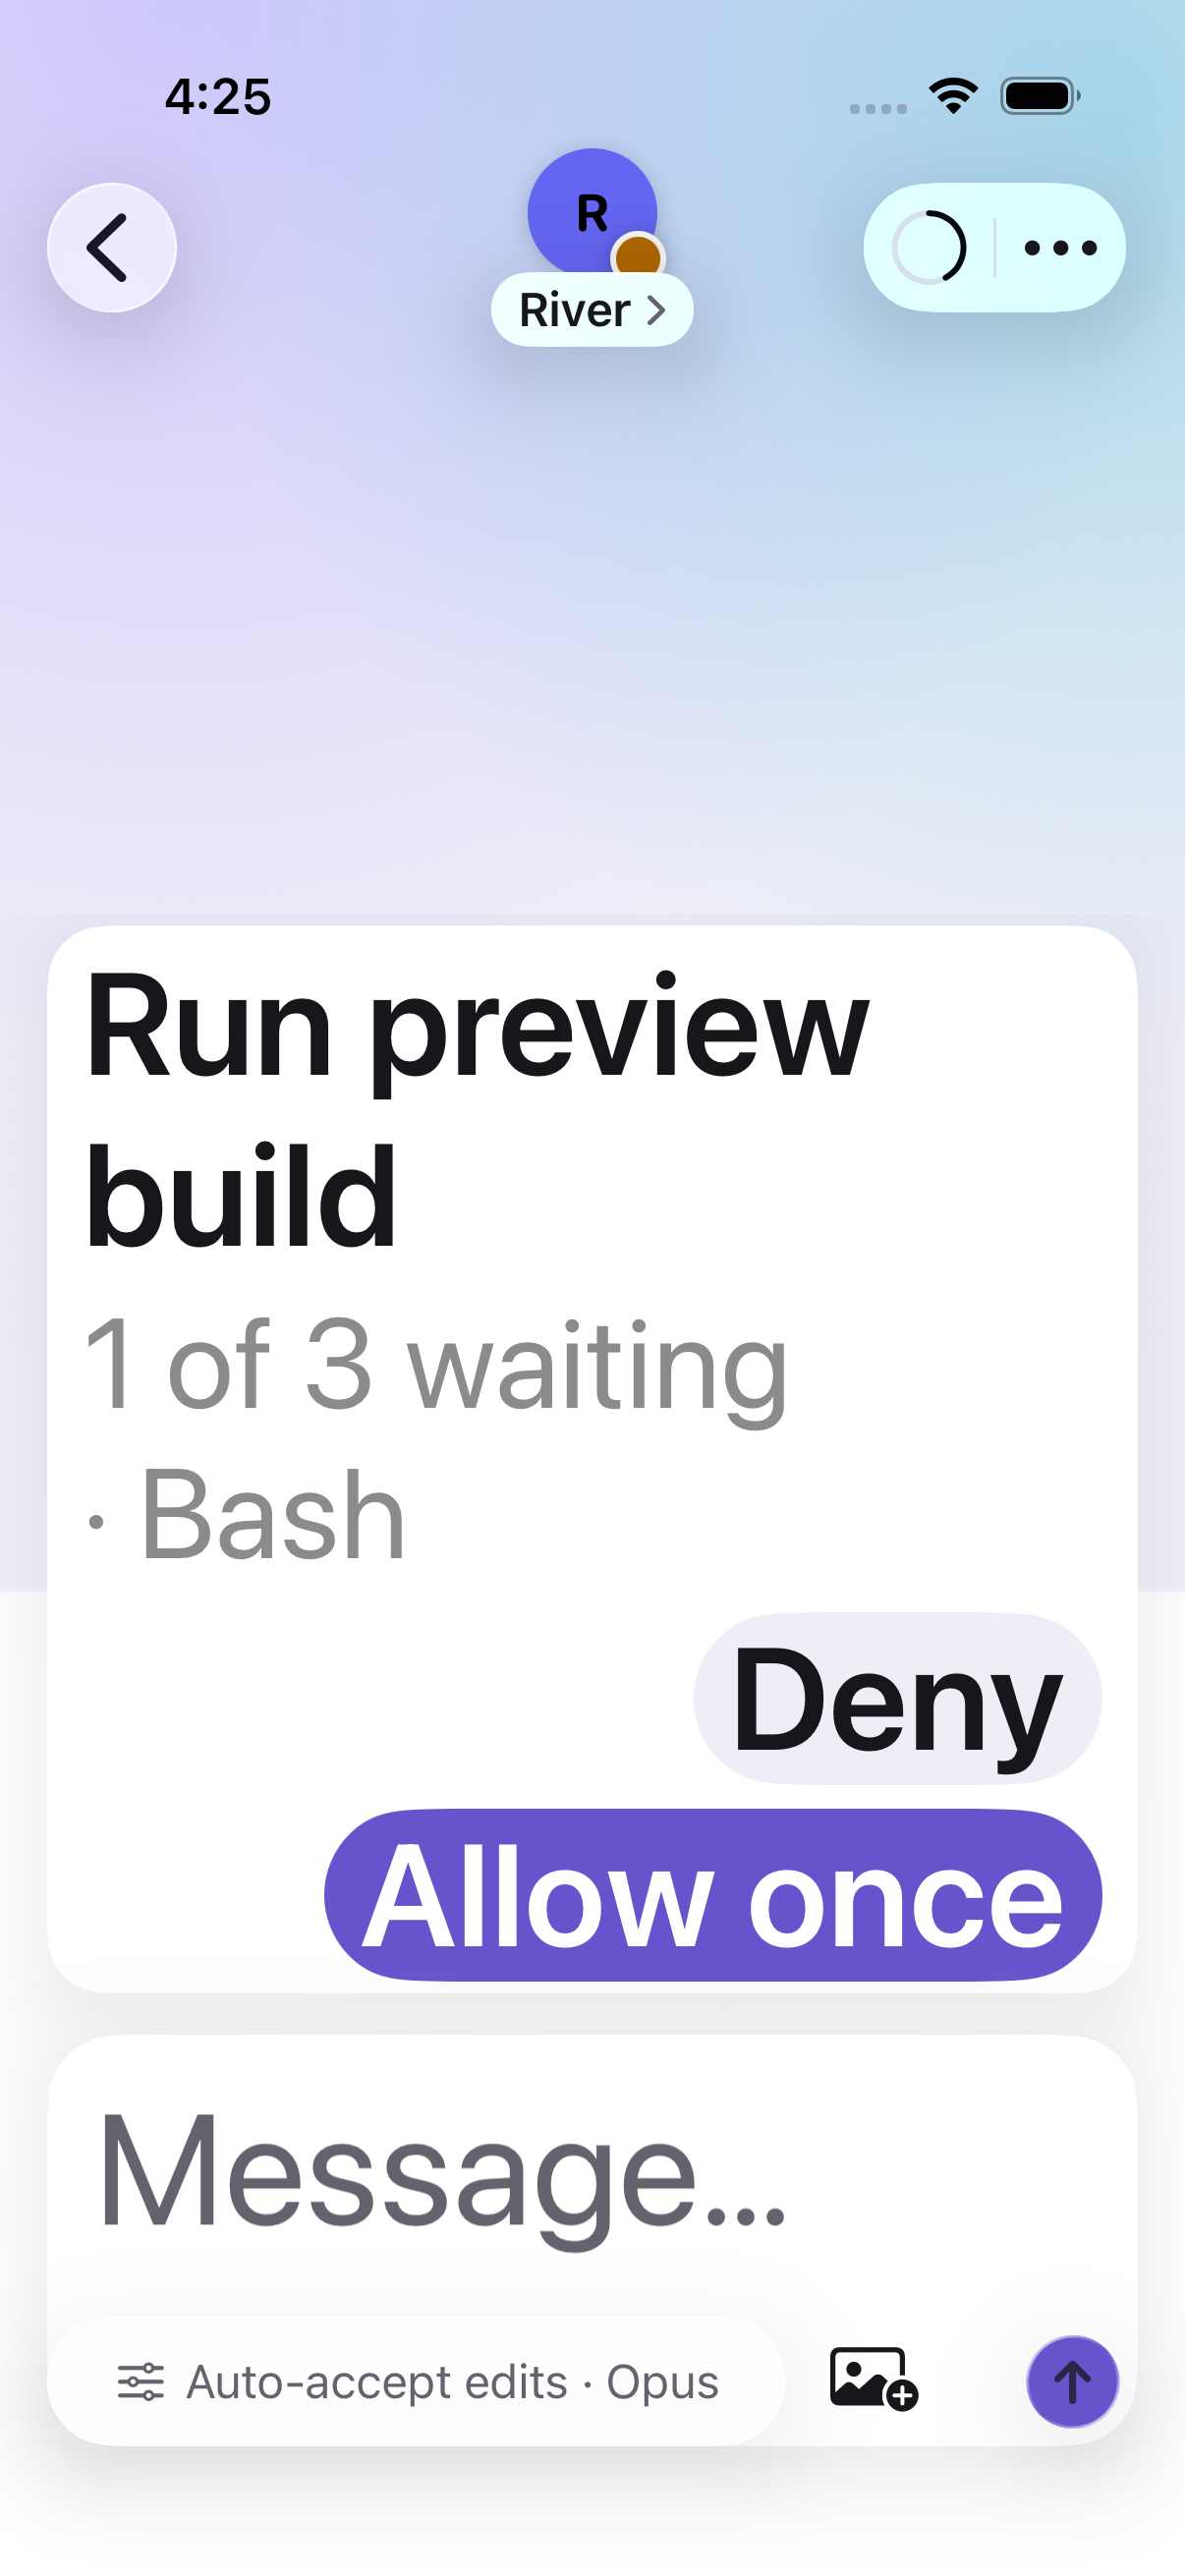 4:25
R
River
Run preview
build
1 of 3 waiting
· Bash
Deny
Allow once
Message...
Auto-accept edits · Opus